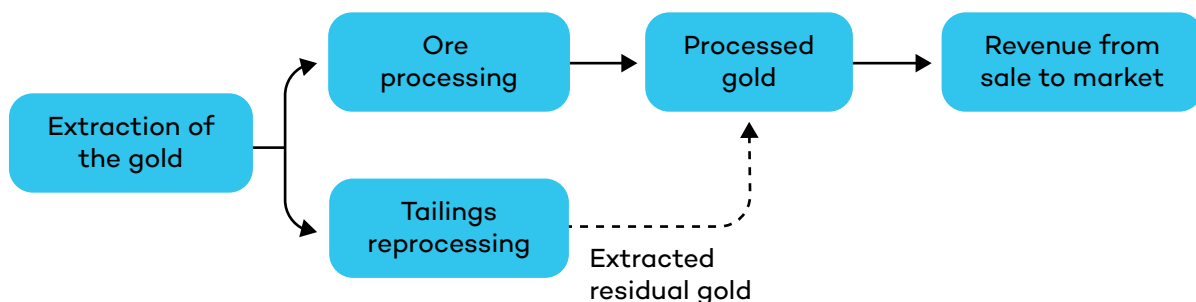 Extraction of
the gold
Ore
processing
Tailings
reprocessing
Extracted
residual gold
Processed
gold
Revenue from
sale to market